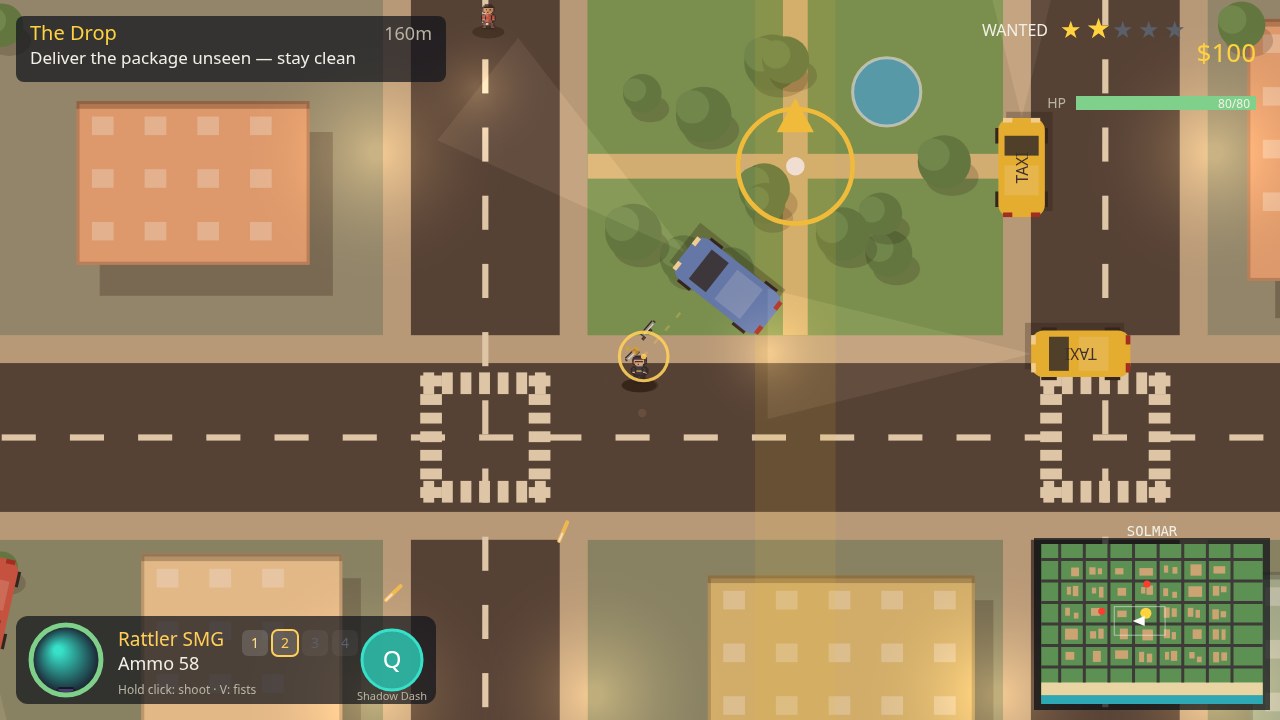 The Drop 160m
Deliver the package unseen — stay clean
WANTED
$100
HP 80/80
TAXI
TAXI
SOLMAR
Rattler SMG 1 2 3 4
Ammo 58
Hold click: shoot · V: fists
Q
Shadow Dash